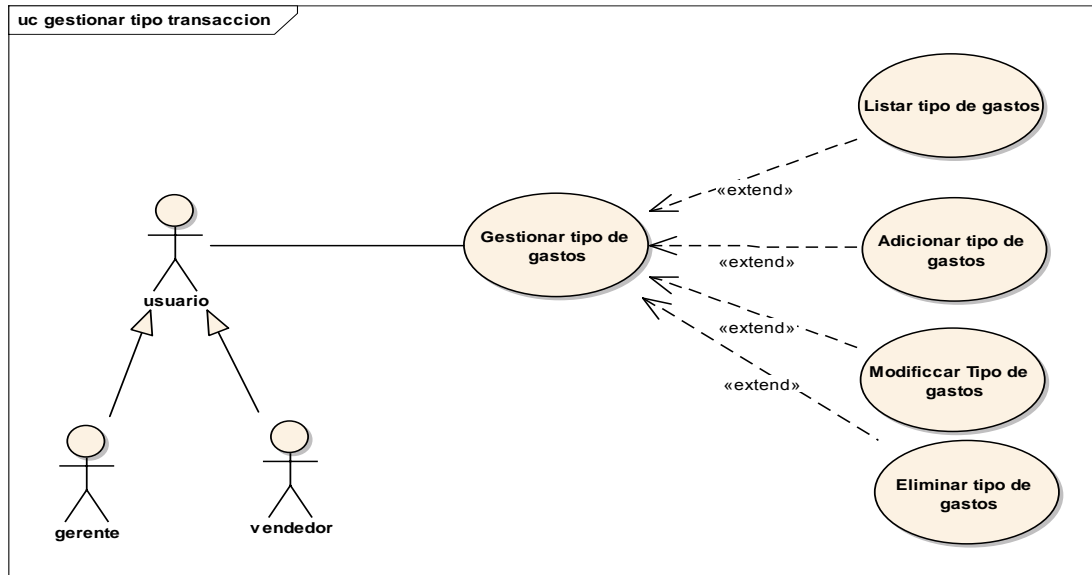 uc gestionar tipo transaccion
Listar tipo de gastos
«extend»
Gestionar tipo de
gastos
Adicionar tipo de
gastos
«extend»
usuario
«extend»
Modificcar Tipo de
gastos
«extend»
Eliminar tipo de
gastos
gerente
vendedor